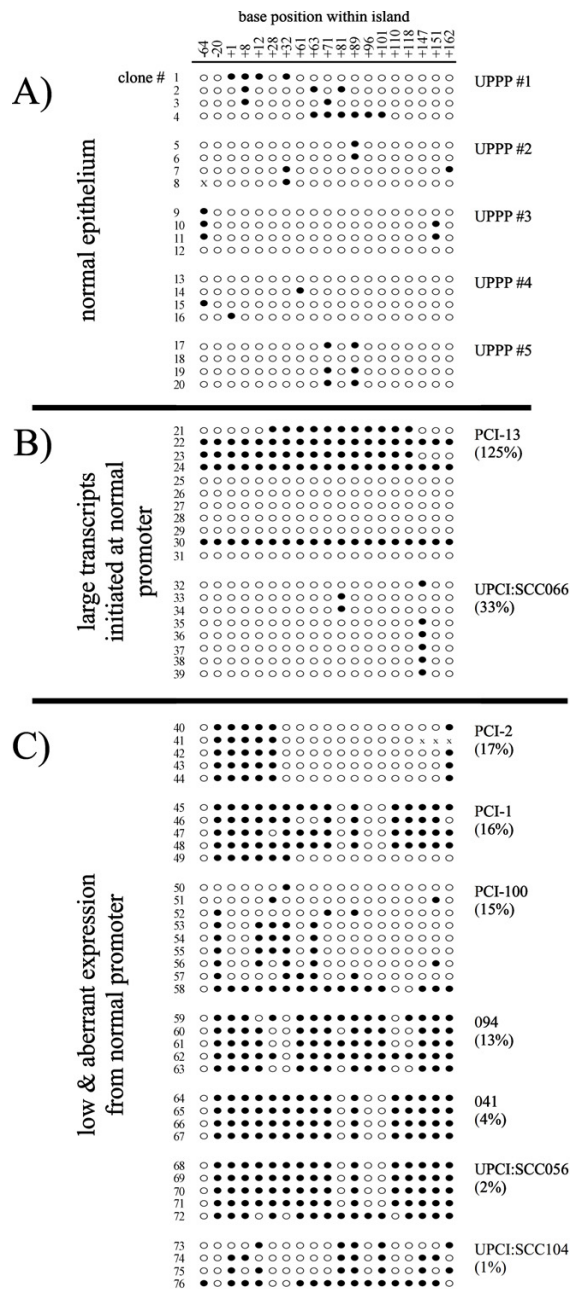 base position within island
-64 -20 +1 +8 +12 +28 +32 +61 +63 +71 +81 +89 +96 +101 +110 +118 +147 +151 +162
A)
normal epithelium
clone #
1 UPPP #1
2
3
4
5 UPPP #2
6
7
8 x
9 UPPP #3
10
11
12
13 UPPP #4
14
15
16
17 UPPP #5
18
19
20
B)
large transcripts
initiated at normal
promoter
21 PCI-13
22 (125%)
23
24
25
26
27
28
29
30
31
32 UPCI:SCC066
33 (33%)
34
35
36
37
38
39
C)
low & aberrant expression
from normal promoter
40 PCI-2
41 x x x (17%)
42
43
44
45 PCI-1
46 (16%)
47
48
49
50 PCI-100
51 (15%)
52
53
54
55
56
57
58
59 094
60 (13%)
61
62
63
64 041
65 (4%)
66
67
68 UPCI:SCC056
69 (2%)
70
71
72
73 UPCI:SCC104
74 (1%)
75
76